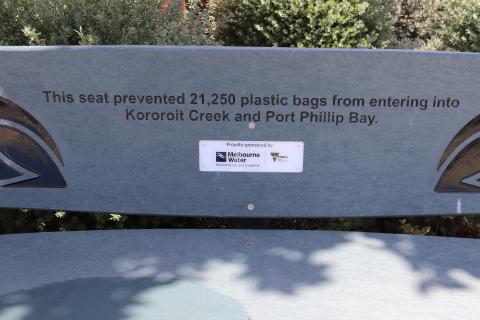 This seat prevented 21,250 plastic bags from entering into
Kororoit Creek and Port Phillip Bay.
Proudly sponsored by
Melbourne
Water